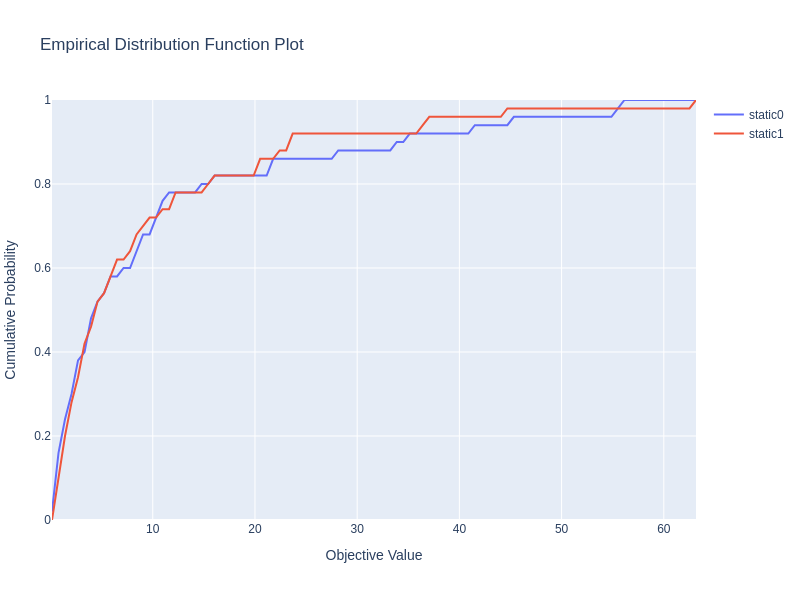 Empirical Distribution Function Plot
1
0.8
0.6
0.4
0.2
0
10 20 30 40 50 60
Cumulative Probability
Objective Value
static0
static1